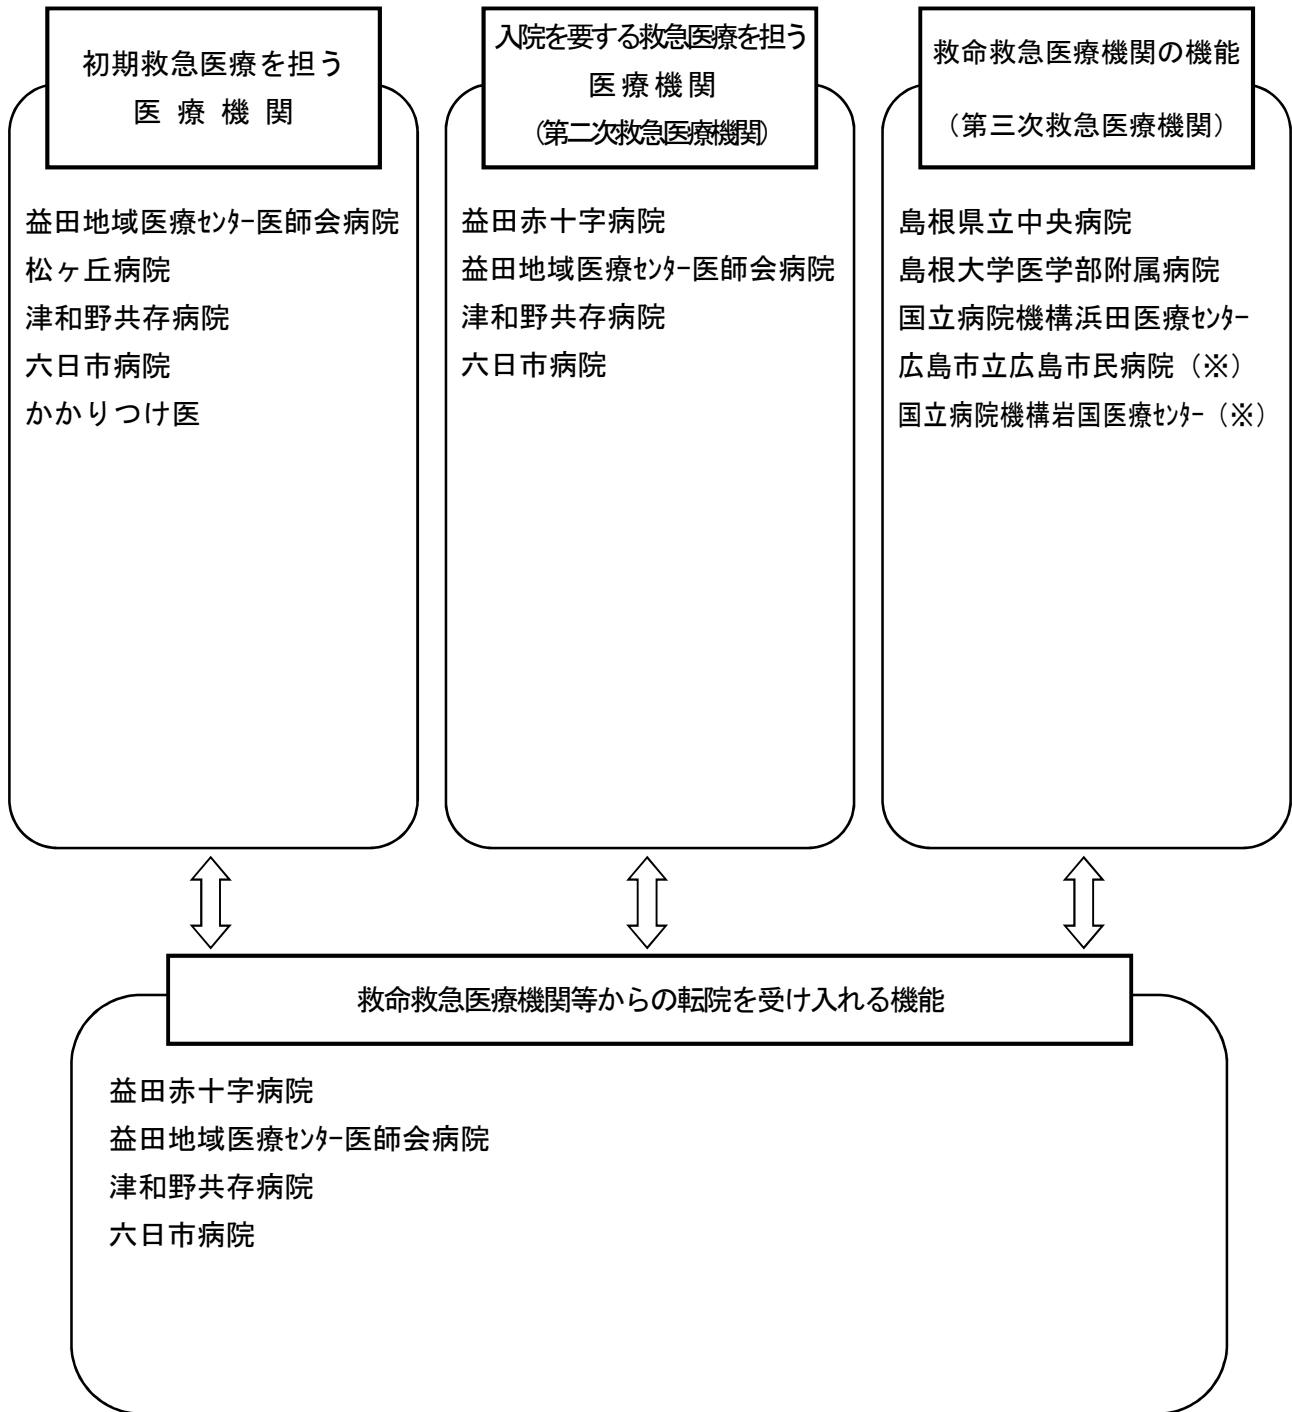 初期救急医療を担う
医療機関
益田地域医療ｾﾝﾀｰ医師会病院
松ヶ丘病院
津和野共存病院
六日市病院
かかりつけ医
入院を要する救急医療を担う
医療機関
(第二次救急医療機関)
益田赤十字病院
益田地域医療ｾﾝﾀｰ医師会病院
津和野共存病院
六日市病院
救命救急医療機関の機能
（第三次救急医療機関）
島根県立中央病院
島根大学医学部附属病院
国立病院機構浜田医療ｾﾝﾀｰ
広島市立広島市民病院（※）
国立病院機構岩国医療ｾﾝﾀｰ（※）
救命救急医療機関等からの転院を受け入れる機能
益田赤十字病院
益田地域医療ｾﾝﾀｰ医師会病院
津和野共存病院
六日市病院